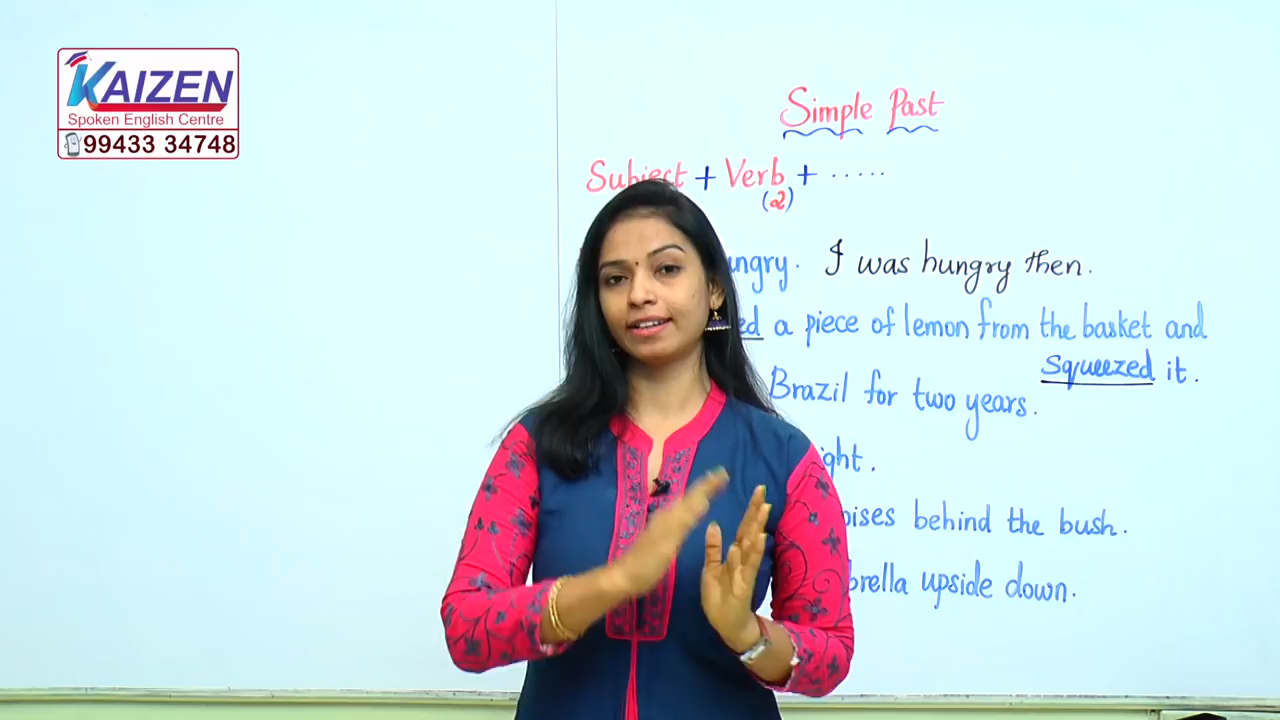 KAIZEN
Spoken English Centre
99433 34748
Simple Past
Subject + Verb + .....
(2)
ungry. I was hungry then.
ed a piece of lemon from the basket and
Squeezed it.
Brazil for two years.
ight.
oises behind the bush.
brella upside down.